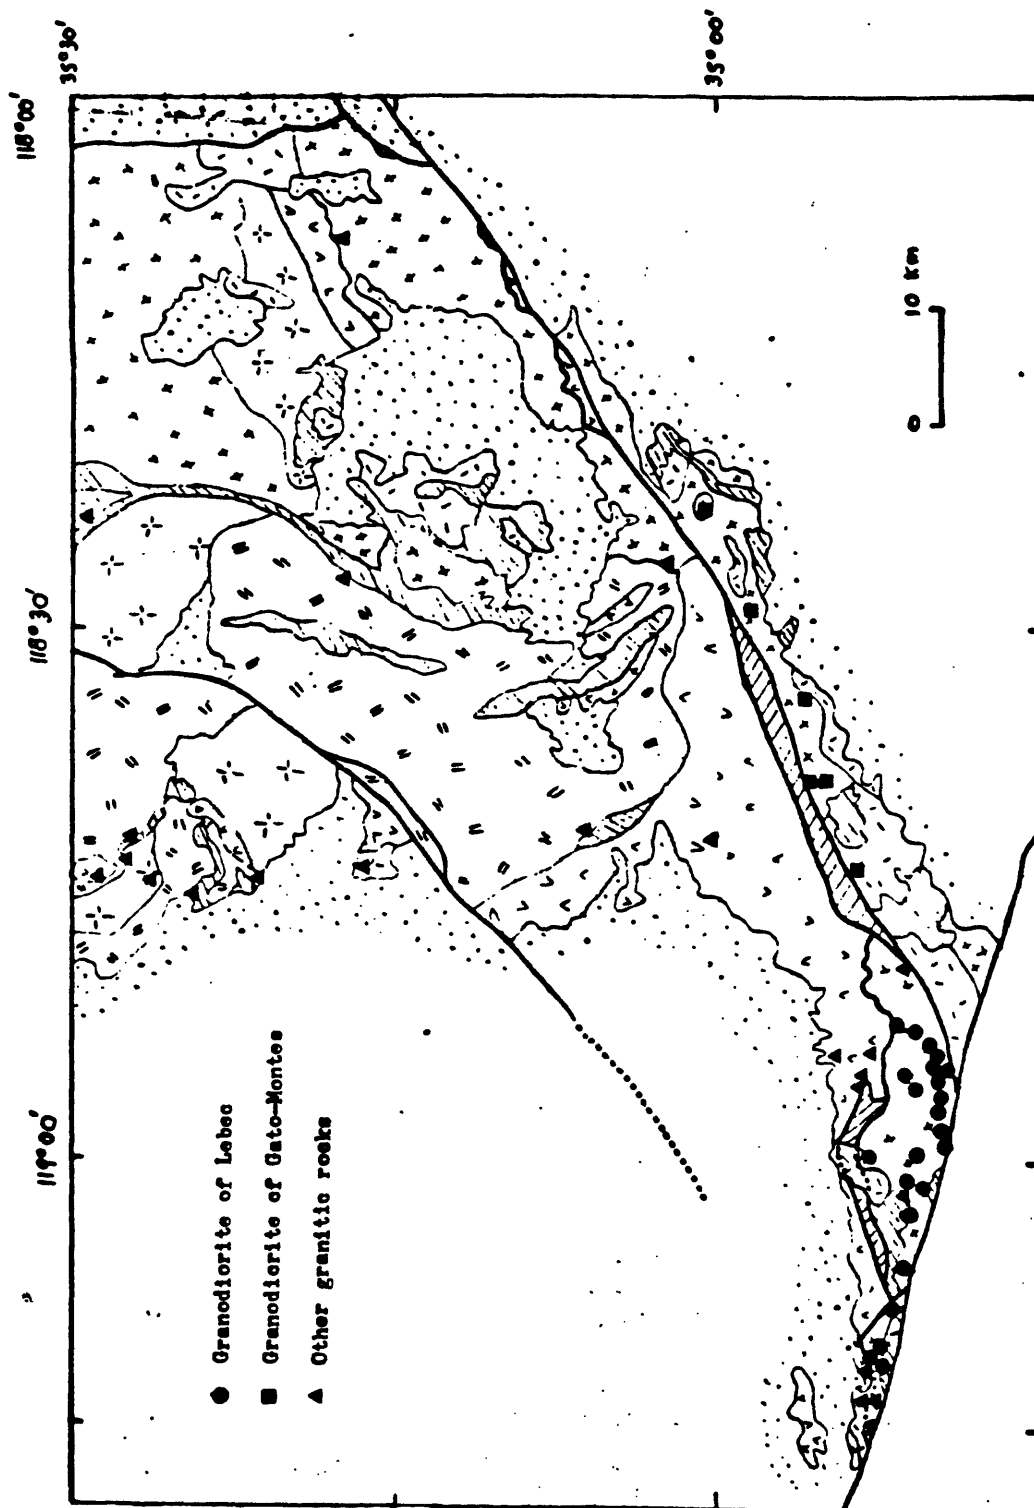 119°00'
118°30'
118°00'
35°30'
35°00'
Granodiorite of Lebec
Granodiorite of Gato-Montes
Other granitic rocks
0 10 Km